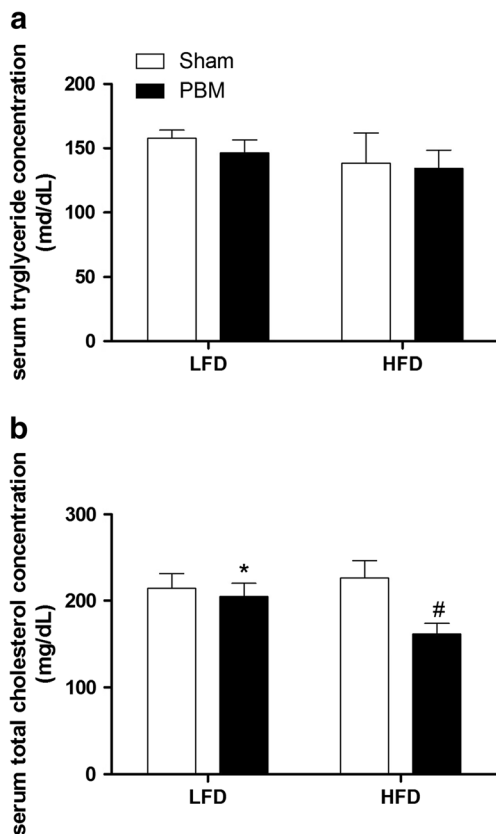 a
Sham
PBM
serum tryglyceride concentration
(md/dL)
200
150
100
50
0
LFD
HFD
b
serum total cholesterol concentration
(mg/dL)
300
200
100
0
*
#
LFD
HFD